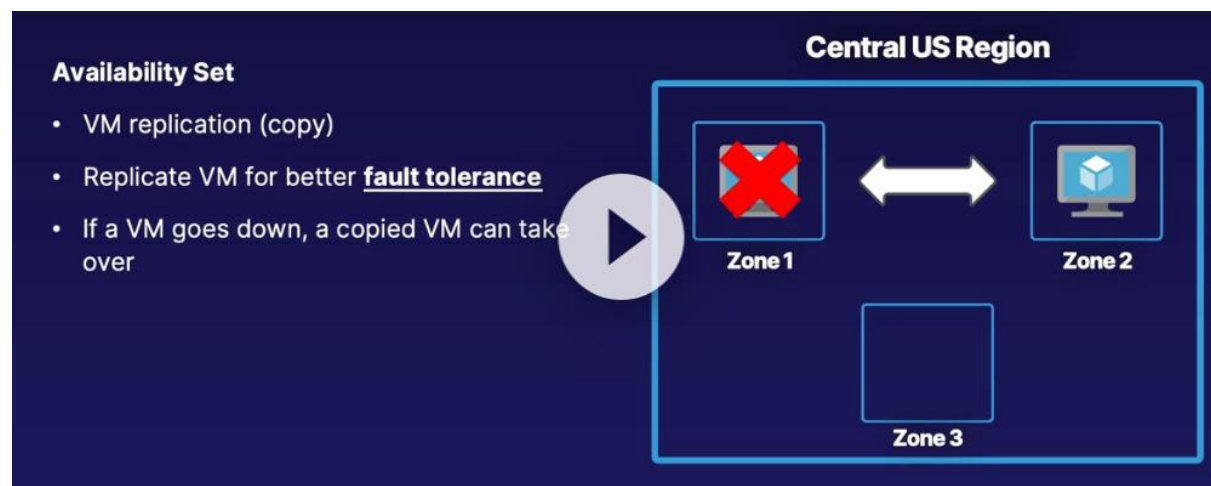 Availability Set
• VM replication (copy)
• Replicate VM for better fault tolerance
• If a VM goes down, a copied VM can take
over
Central US Region
Zone 1
Zone 2
Zone 3